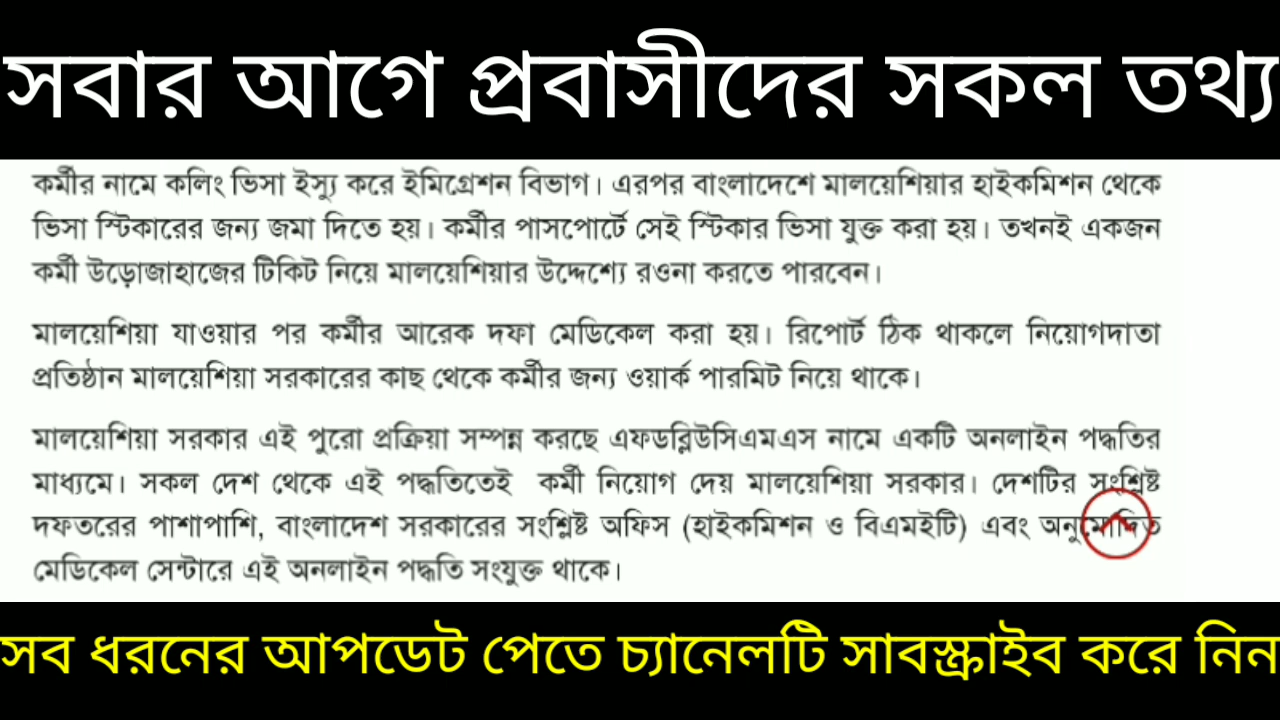 সবার আগে প্রবাসীদের সকল তথ্য
কর্মীর নামে কলিং ভিসা ইস্যু করে ইমিগ্রেশন বিভাগ। এরপর বাংলাদেশে মালয়েশিয়ার হাইকমিশন থেকে
ভিসা স্টিকারের জন্য জমা দিতে হয়। কর্মীর পাসপোর্টে সেই স্টিকার ভিসা যুক্ত করা হয়। তখনই একজন
কর্মী উড়োজাহাজের টিকিট নিয়ে মালয়েশিয়ার উদ্দেশ্যে রওনা করতে পারবেন।
মালয়েশিয়া যাওয়ার পর কর্মীর আরেক দফা মেডিকেল করা হয়। রিপোর্ট ঠিক থাকলে নিয়োগদাতা
প্রতিষ্ঠান মালয়েশিয়া সরকারের কাছ থেকে কর্মীর জন্য ওয়ার্ক পারমিট নিয়ে থাকে।
মালয়েশিয়া সরকার এই পুরো প্রক্রিয়া সম্পন্ন করছে এফডব্লিউসিএমএস নামে একটি অনলাইন পদ্ধতির
মাধ্যমে। সকল দেশ থেকে এই পদ্ধতিতেই কর্মী নিয়োগ দেয় মালয়েশিয়া সরকার। দেশটির সংশ্লিষ্ট
দফতরের পাশাপাশি, বাংলাদেশ সরকারের সংশ্লিষ্ট অফিস (হাইকমিশন ও বিএমইটি) এবং অনুমোদিত
মেডিকেল সেন্টারে এই অনলাইন পদ্ধতি সংযুক্ত থাকে।
সব ধরনের আপডেট পেতে চ্যানেলটি সাবস্ক্রাইব করে নিন